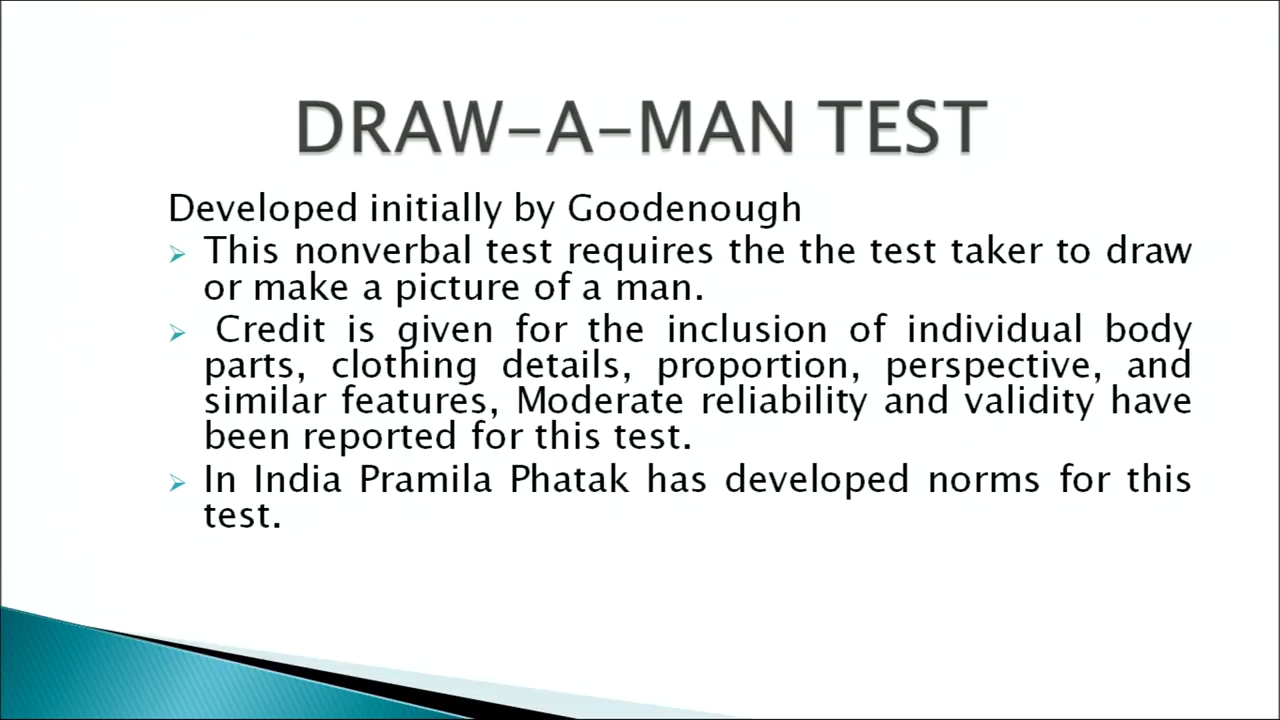 DRAW-A-MAN TEST
Developed initially by Goodenough
This nonverbal test requires the the test taker to draw
or make a picture of a man.
Credit is given for the inclusion of individual body
parts, clothing details, proportion, perspective, and
similar features, Moderate reliability and validity have
been reported for this test.
In India Pramila Phatak has developed norms for this
test.